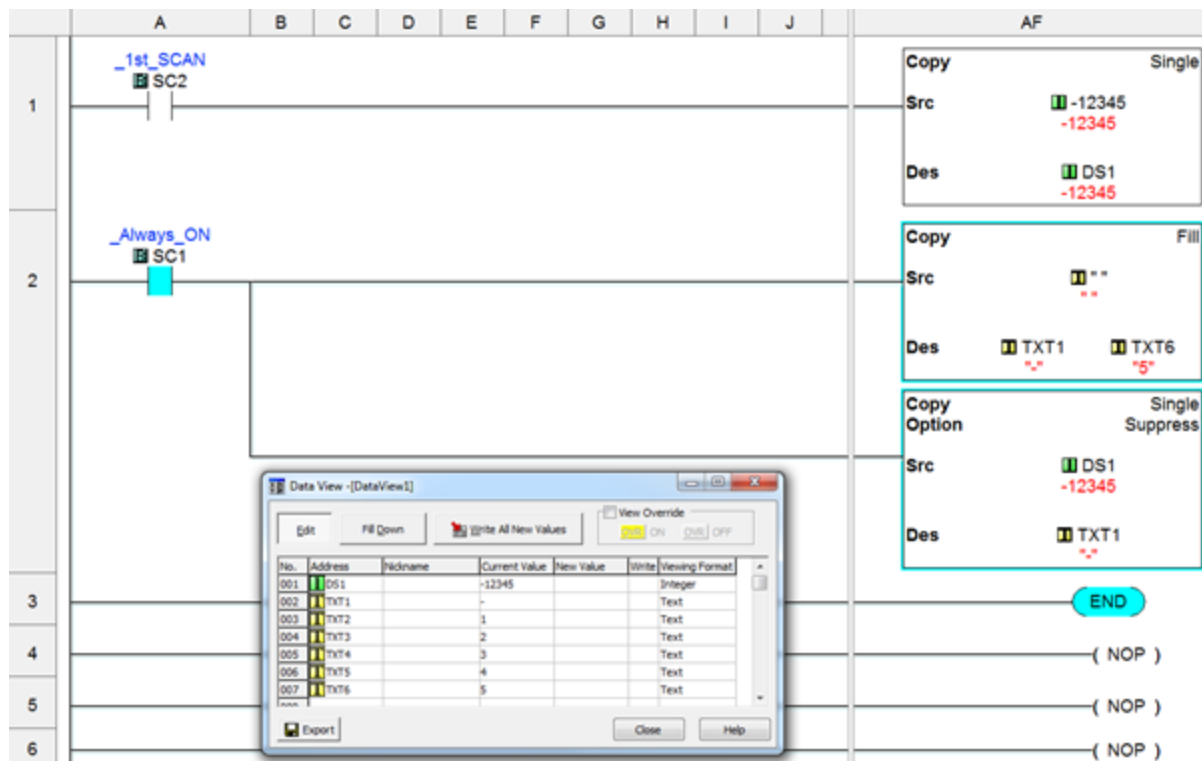 A B C D E F G H I J AF
1
_1st_SCAN
SC2
Copy Single
Src -12345
-12345
Des DS1
-12345
2
_Always_ON
SC1
Copy Fill
Src " "
" "
Des TXT1 TXT6
"-" "5"
Copy Single
Option Suppress
Src DS1
-12345
Des TXT1
"-"
Data View -[DataView1]
Edit Fill Down Write All New Values View Override
OVR ON OVR OFF
No. Address Nickname Current Value New Value Write Viewing Format
001 DS1 -12345 Integer
002 TXT1 - Text
003 TXT2 1 Text
004 TXT3 2 Text
005 TXT4 3 Text
006 TXT5 4 Text
007 TXT6 5 Text
Export Close Help
3 END
4 ( NOP )
5 ( NOP )
6 ( NOP )